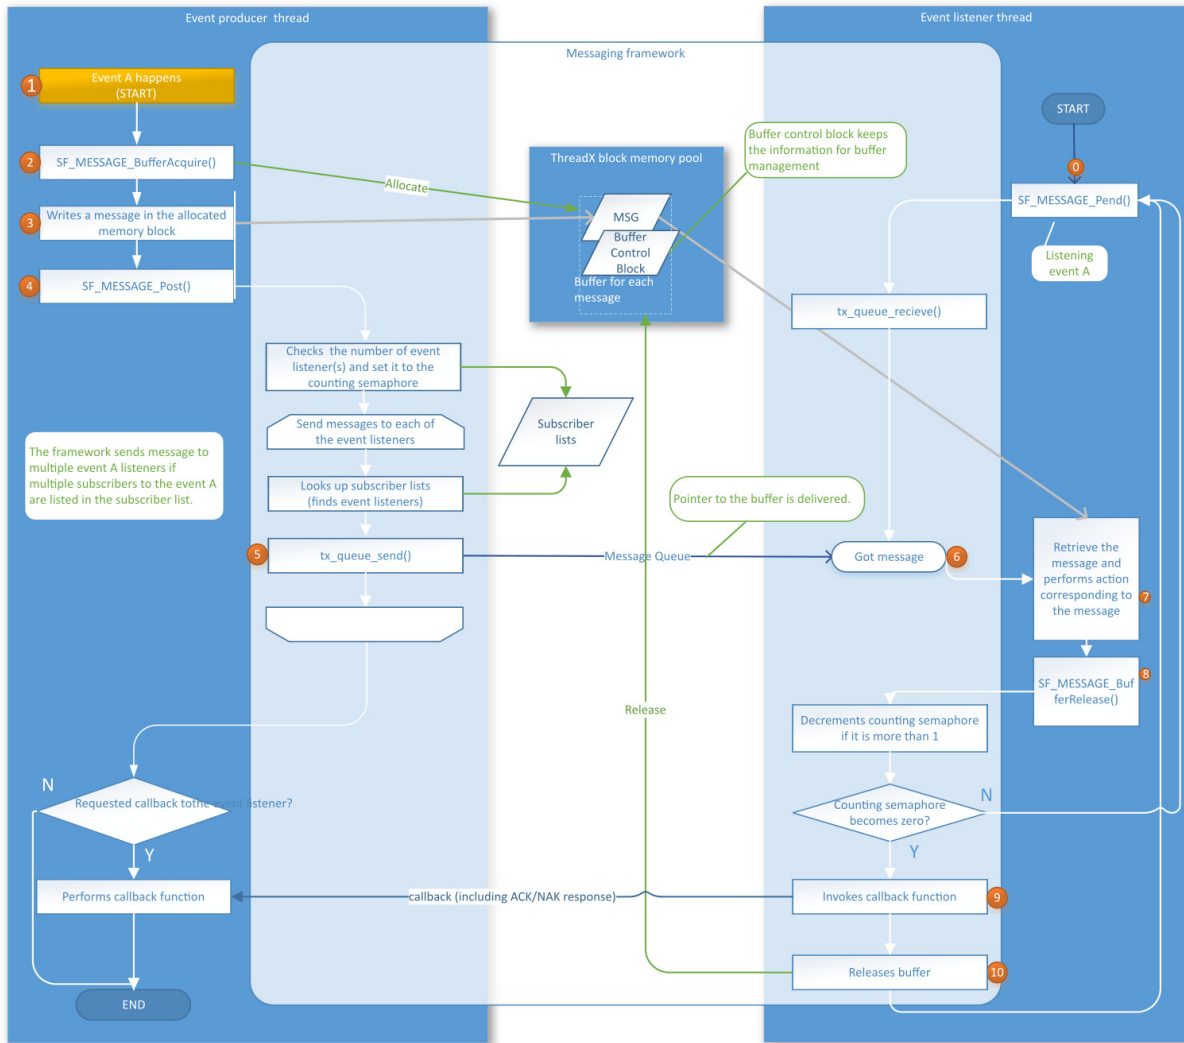 Event producer thread
Event listener thread
Messaging framework
1
Event A happens
(START)
2
SF_MESSAGE_BufferAcquire()
3
Writes a message in the allocated
memory block
4
SF_MESSAGE_Post()
Allocate
ThreadX block memory pool
MSG
Buffer
Control
Block
Buffer for each
message
Buffer control block keeps
the information for buffer
management
START
0
SF_MESSAGE_Pend()
Listening
event A
tx_queue_recieve()
Checks the number of event
listener(s) and set it to the
counting semaphore
Send messages to each of
the event listeners
Looks up subscriber lists
(finds event listeners)
Subscriber
lists
The framework sends message to
multiple event A listeners if
multiple subscribers to the event A
are listed in the subscriber list.
Pointer to the buffer is delivered.
5
tx_queue_send()
Message Queue
Got message
6
Retrieve the
message and
performs action
corresponding to
the message
7
SF_MESSAGE_Buf
ferRelease()
8
Release
Decrements counting semaphore
if it is more than 1
N
Requested callback tothe event listener?
Y
Counting semaphore
becomes zero?
N
Y
Performs callback function
callback (including ACK/NAK response)
Invokes callback function
9
Releases buffer
10
END